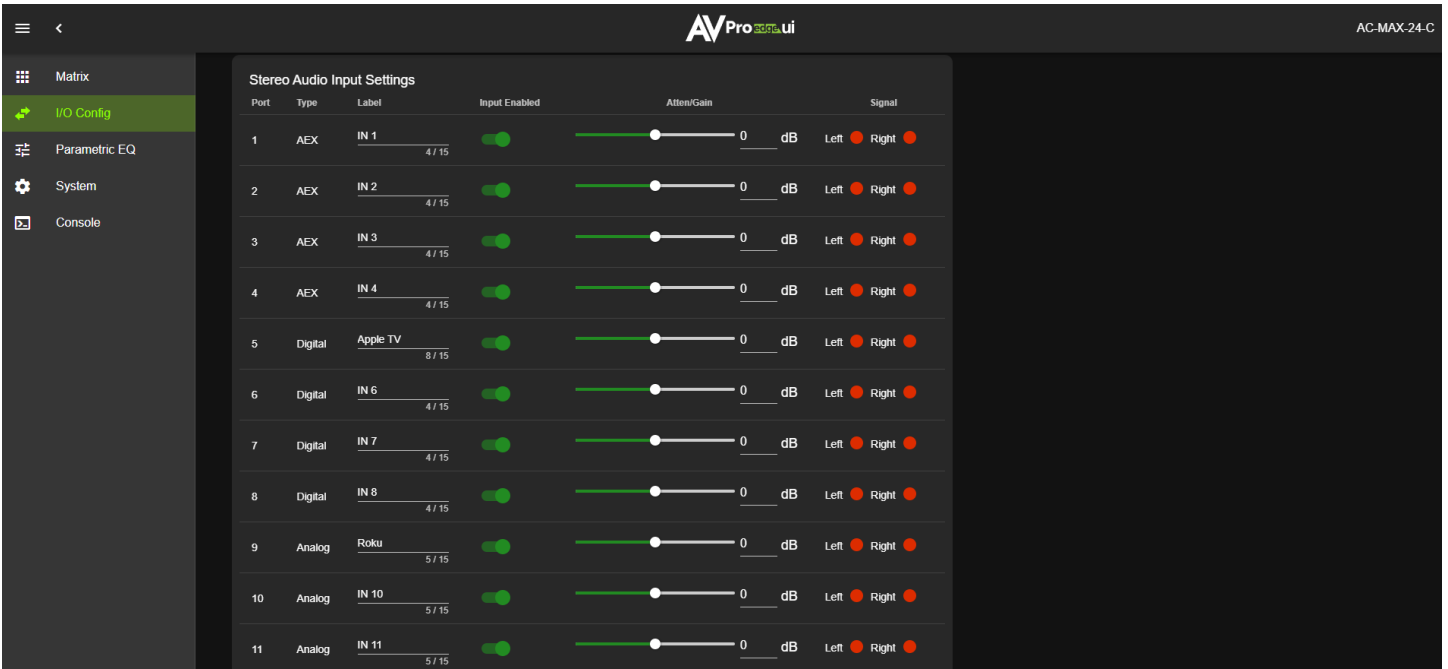 AVPro edge.ui
AC-MAX-24-C
Matrix
I/O Config
Parametric EQ
System
Console
Stereo Audio Input Settings
Port Type Label Input Enabled Atten/Gain Signal
1 AEX IN 1 4 / 15 0 dB Left Right
2 AEX IN 2 4 / 15 0 dB Left Right
3 AEX IN 3 4 / 15 0 dB Left Right
4 AEX IN 4 4 / 15 0 dB Left Right
5 Digital Apple TV 8 / 15 0 dB Left Right
6 Digital IN 6 4 / 15 0 dB Left Right
7 Digital IN 7 4 / 15 0 dB Left Right
8 Digital IN 8 4 / 15 0 dB Left Right
9 Analog Roku 5 / 15 0 dB Left Right
10 Analog IN 10 5 / 15 0 dB Left Right
11 Analog IN 11 5 / 15 0 dB Left Right